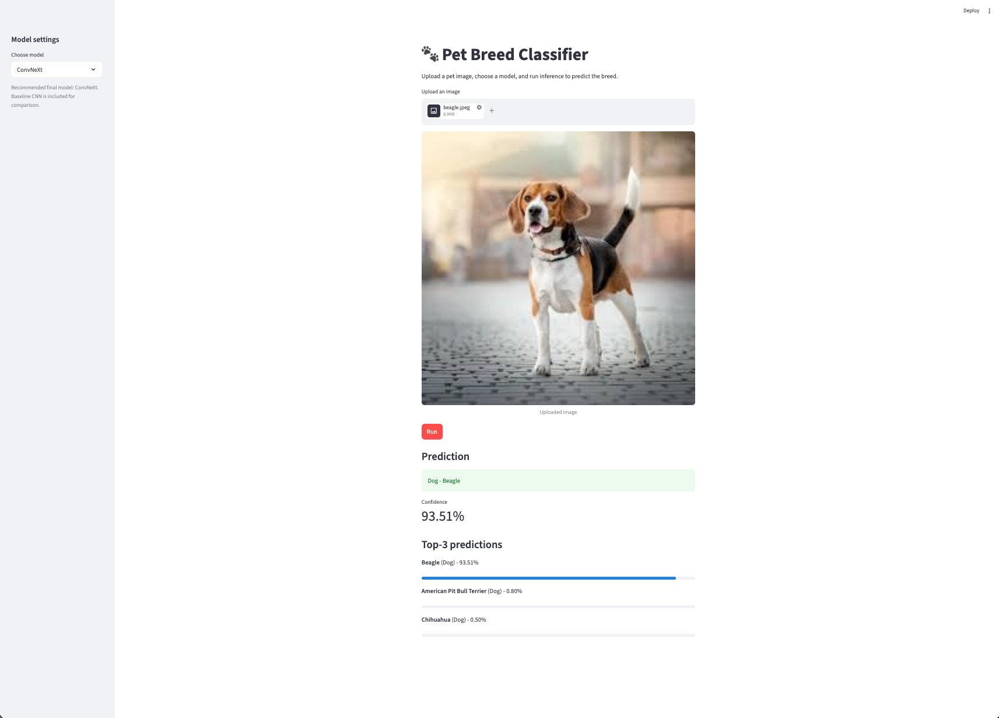 Deploy
Model settings
Choose model
ConvNeXt
Recommended final model: ConvNeXt.
Baseline CNN is included for
comparison.
Pet Breed Classifier
Upload a pet image, choose a model, and run inference to predict the breed.
Upload an image
beagle.jpeg
6.9KB
Uploaded image
Run
Prediction
Dog - Beagle
Confidence
93.51%
Top-3 predictions
Beagle (Dog) - 93.51%
American Pit Bull Terrier (Dog) - 0.80%
Chihuahua (Dog) - 0.50%